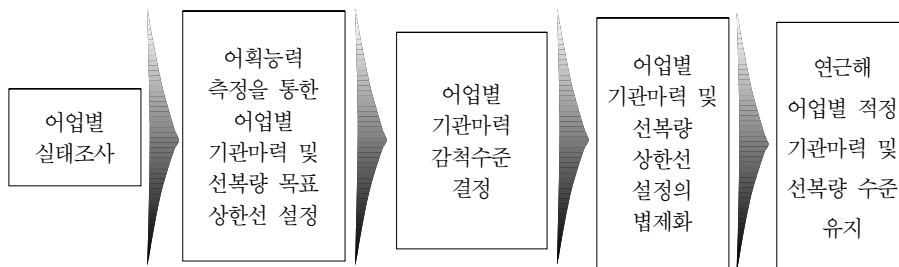 어업별
실태조사
어획능력
측정을 통한
어업별
기관마력 및
선복량 목표
상한선 설정
어업별
기관마력
감척수준
결정
어업별
기관마력 및
선복량
상한선
설정의
법제화
연근해
어업별 적정
기관마력 및
선복량 수준
유지